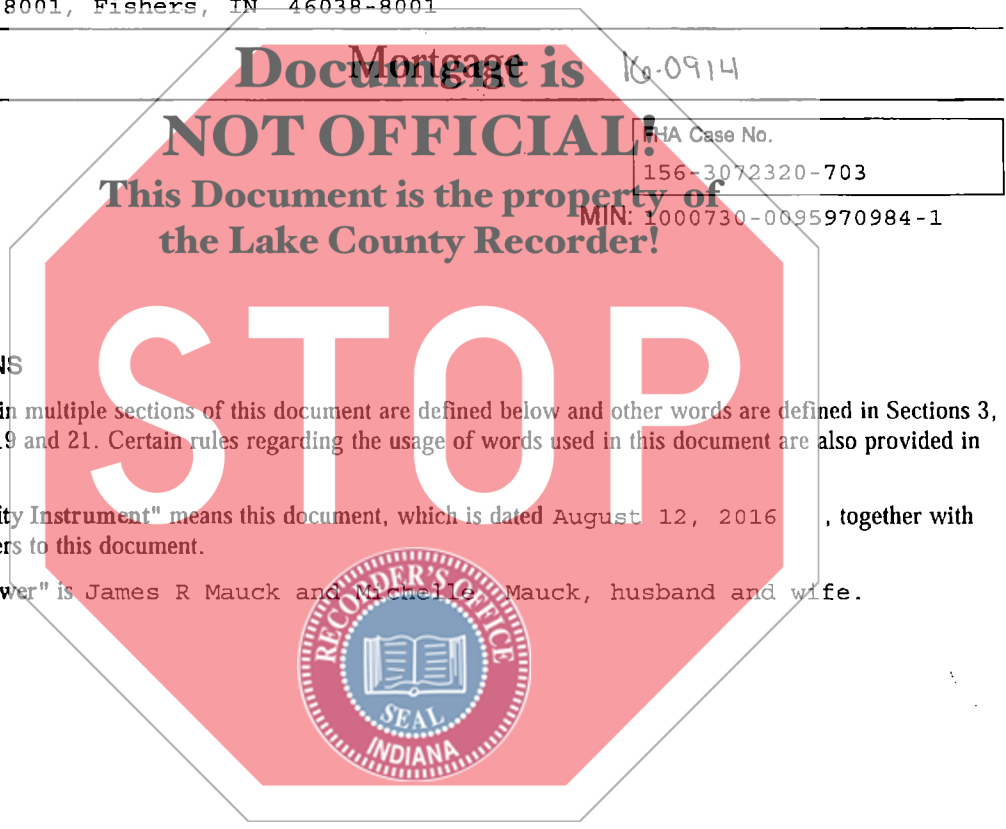 8001, Fishers, IN 46038-8001
Mortgage
16-0914
Document is
NOT OFFICIAL!
This Document is the property of
the Lake County Recorder!
FHA Case No.
156-3072320-703
MIN: 1000730-0095970984-1
STOP
NS
in multiple sections of this document are defined below and other words are defined in Sections 3,
19 and 21. Certain rules regarding the usage of words used in this document are also provided in
ity Instrument" means this document, which is dated August 12, 2016 , together with
ers to this document.
wer" is James R Mauck and Michelle Mauck, husband and wife.
RECORDER'S OFFICE
SEAL
INDIANA